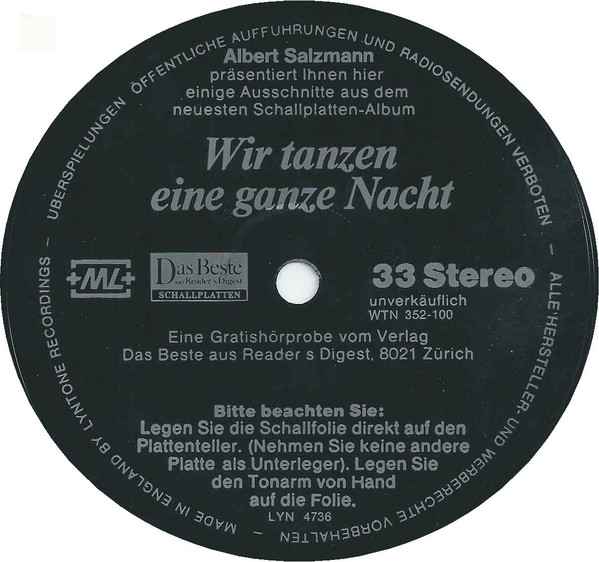 Albert Salzmann
präsentiert Ihnen hier
einige Ausschnitte aus dem
neuesten Schallplatten-Album
Wir tanzen
eine ganze Nacht
ML
Das Beste
aus Reader's Digest
SCHALLPLATTEN
33 Stereo
unverkäuflich
WTN 352-100
Eine Gratishörprobe vom Verlag
Das Beste aus Reader s Digest, 8021 Zürich
Bitte beachten Sie:
Legen Sie die Schallfolie direkt auf den
Plattenteller. (Nehmen Sie keine andere
Platte als Unterleger). Legen Sie
den Tonarm von Hand
auf die Folie.
LYN 4736
MADE IN ENGLAND BY LYNTONE RECORDINGS – UBERSPIELUNGEN ÖFFENTLICHE AUFFUHRUNGEN UND RADIOSENDUNGEN VERBOTEN – ALLE HERSTELLER- UND WERBERECHTE VORBEHALTEN –